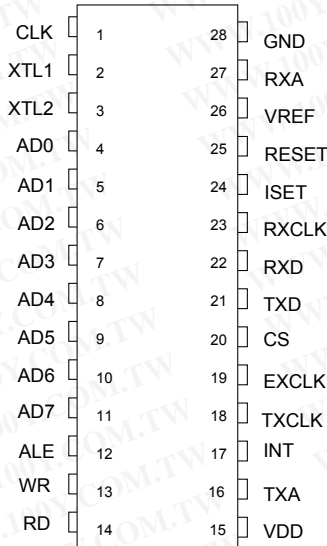 CLK 1 28 GND
XTL1 2 27 RXA
XTL2 3 26 VREF
AD0 4 25 RESET
AD1 5 24 ISET
AD2 6 23 RXCLK
AD3 7 22 RXD
AD4 8 21 TXD
AD5 9 20 CS
AD6 10 19 EXCLK
AD7 11 18 TXCLK
ALE 12 17 INT
WR 13 16 TXA
RD 14 15 VDD